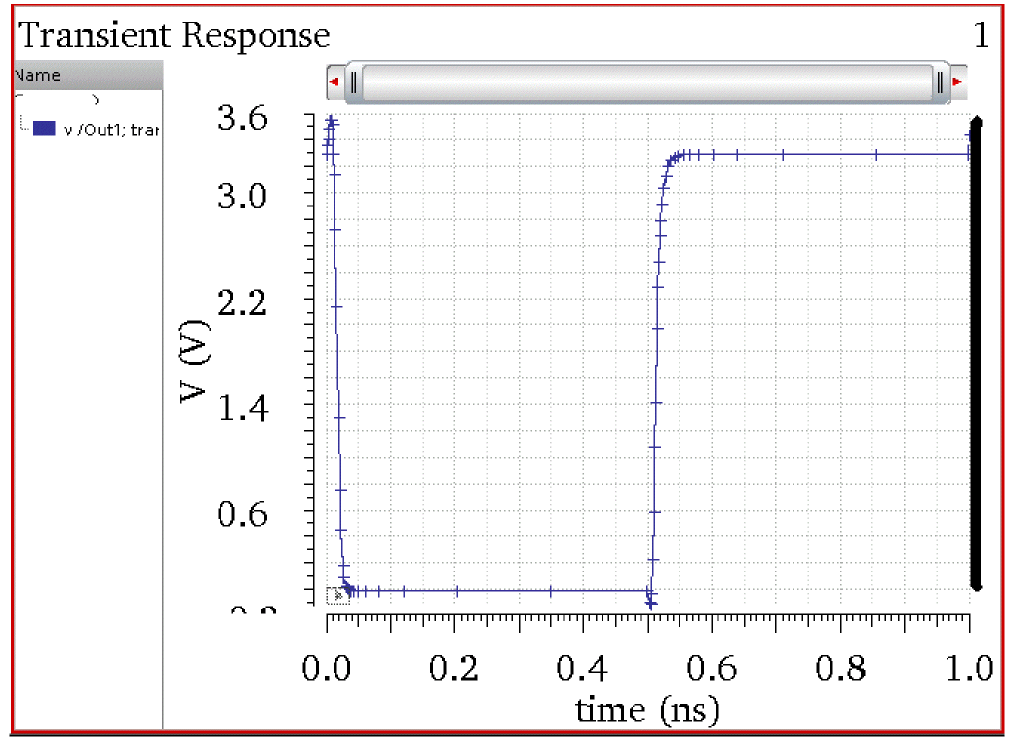 Transient Response 1
Name
v /Out1; tran
3.6
3.0
2.2
1.4
0.6
V (V)
0.0 0.2 0.4 0.6 0.8 1.0
time (ns)